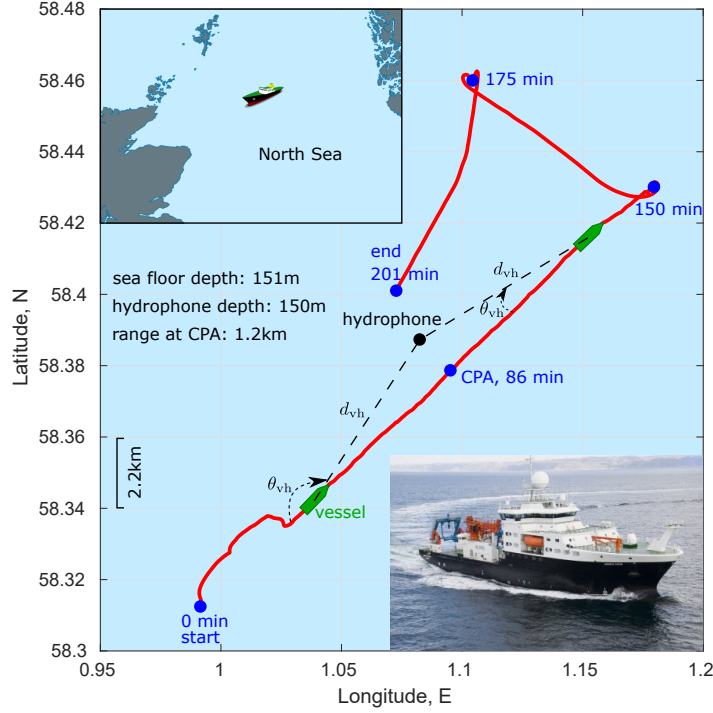 58.48
58.46
58.44
58.42
58.4
58.38
58.36
58.34
58.32
58.3
Latitude, N
North Sea
175 min
150 min
end
201 min
sea floor depth: 151m
hydrophone depth: 150m
range at CPA: 1.2km
d_vh
θ_vh
hydrophone
CPA, 86 min
d_vh
2.2km
θ_vh
vessel
0 min
start
0.95
1
1.05
1.1
1.15
1.2
Longitude, E